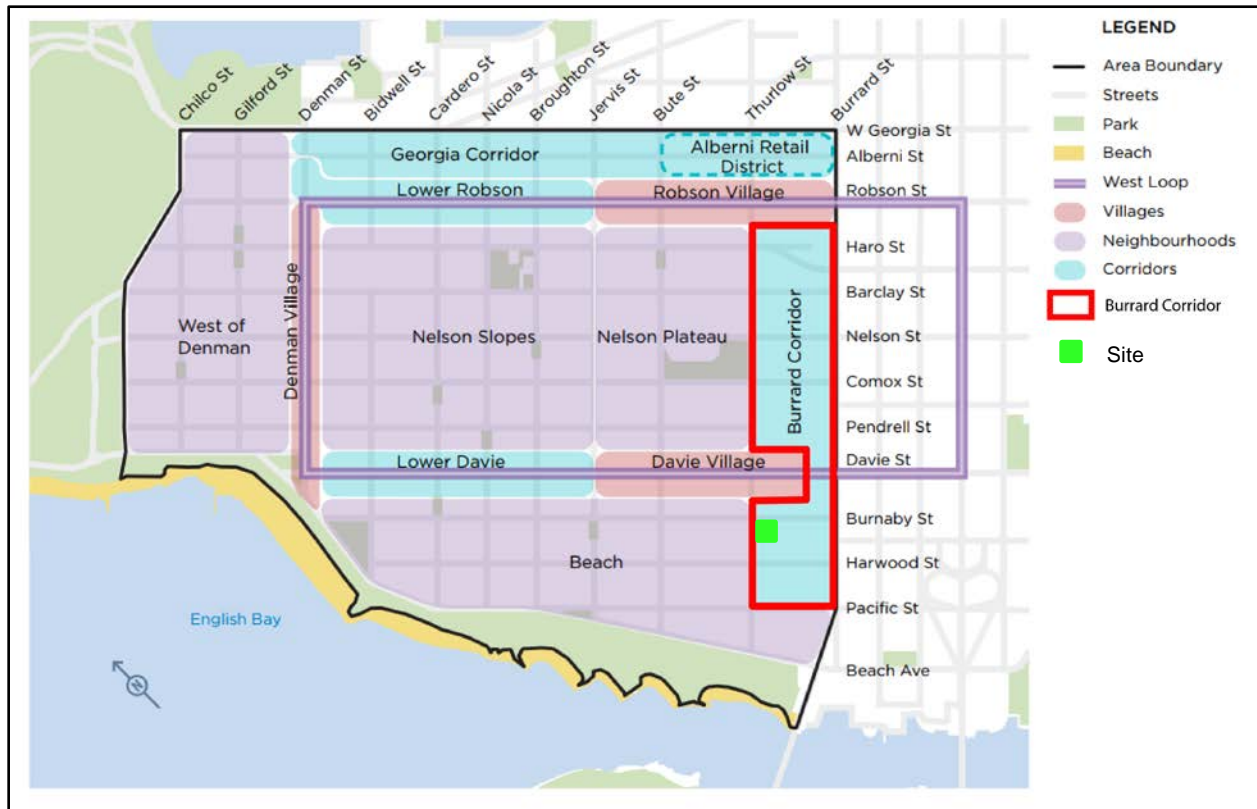 Chilco St
Gilford St
Denman St
Bidwell St
Cardero St
Nicola St
Broughton St
Jervis St
Bute St
Thurlow St
Burrard St
W Georgia St
Alberni St
Robson St
Haro St
Barclay St
Nelson St
Comox St
Pendrell St
Davie St
Burnaby St
Harwood St
Pacific St
Beach Ave
Georgia Corridor
Alberni Retail
District
Lower Robson
Robson Village
West of
Denman
Denman Village
Nelson Slopes
Nelson Plateau
Burrard Corridor
Lower Davie
Davie Village
Beach
English Bay
N
LEGEND
Area Boundary
Streets
Park
Beach
West Loop
Villages
Neighbourhoods
Corridors
Burrard Corridor
Site